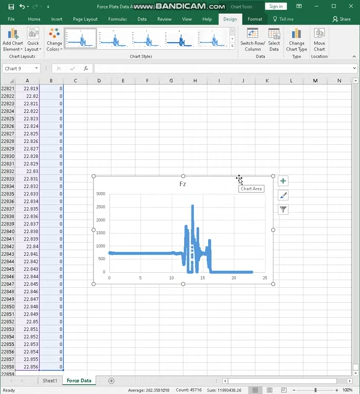 www.BANDICAM.com
Force Plate Data A
Chart Tools
Sign in
File Home Insert Page Layout Formulas Data Review View Design Format Tell me Share
Add Chart Element
Quick Layout
Change Colors
Switch Row/ Column
Select Data
Change Chart Type
Move Chart
Chart Layouts
Chart Styles
Data
Type
Location
Chart 9
A B C D E F G H I J K L M N
22821 22.819 0
22822 22.82 0
22823 22.821 0
22824 22.822 0
22825 22.823 0
22826 22.824 0
22827 22.825 0
22828 22.826 0
22829 22.827 0
22830 22.828 0
22831 22.829 0
22832 22.83 0
22833 22.831 0
22834 22.832 0
22835 22.833 0
22836 22.834 0
22837 22.835 0
22838 22.836 0
22839 22.837 0
22840 22.838 0
22841 22.839 0
22842 22.84 0
22843 22.841 0
22844 22.842 0
22845 22.843 0
22846 22.844 0
22847 22.845 0
22848 22.846 0
22849 22.847 0
22850 22.848 0
22851 22.849 0
22852 22.85 0
22853 22.851 0
22854 22.852 0
22855 22.853 0
22856 22.854 0
22857 22.855 0
22858 22.856 0
22859
Fz
Chart Area
3000
2500
2000
1500
1000
500
0
0 5 10 15 20 25
Sheet1 Force Data
Count: 45716
100%